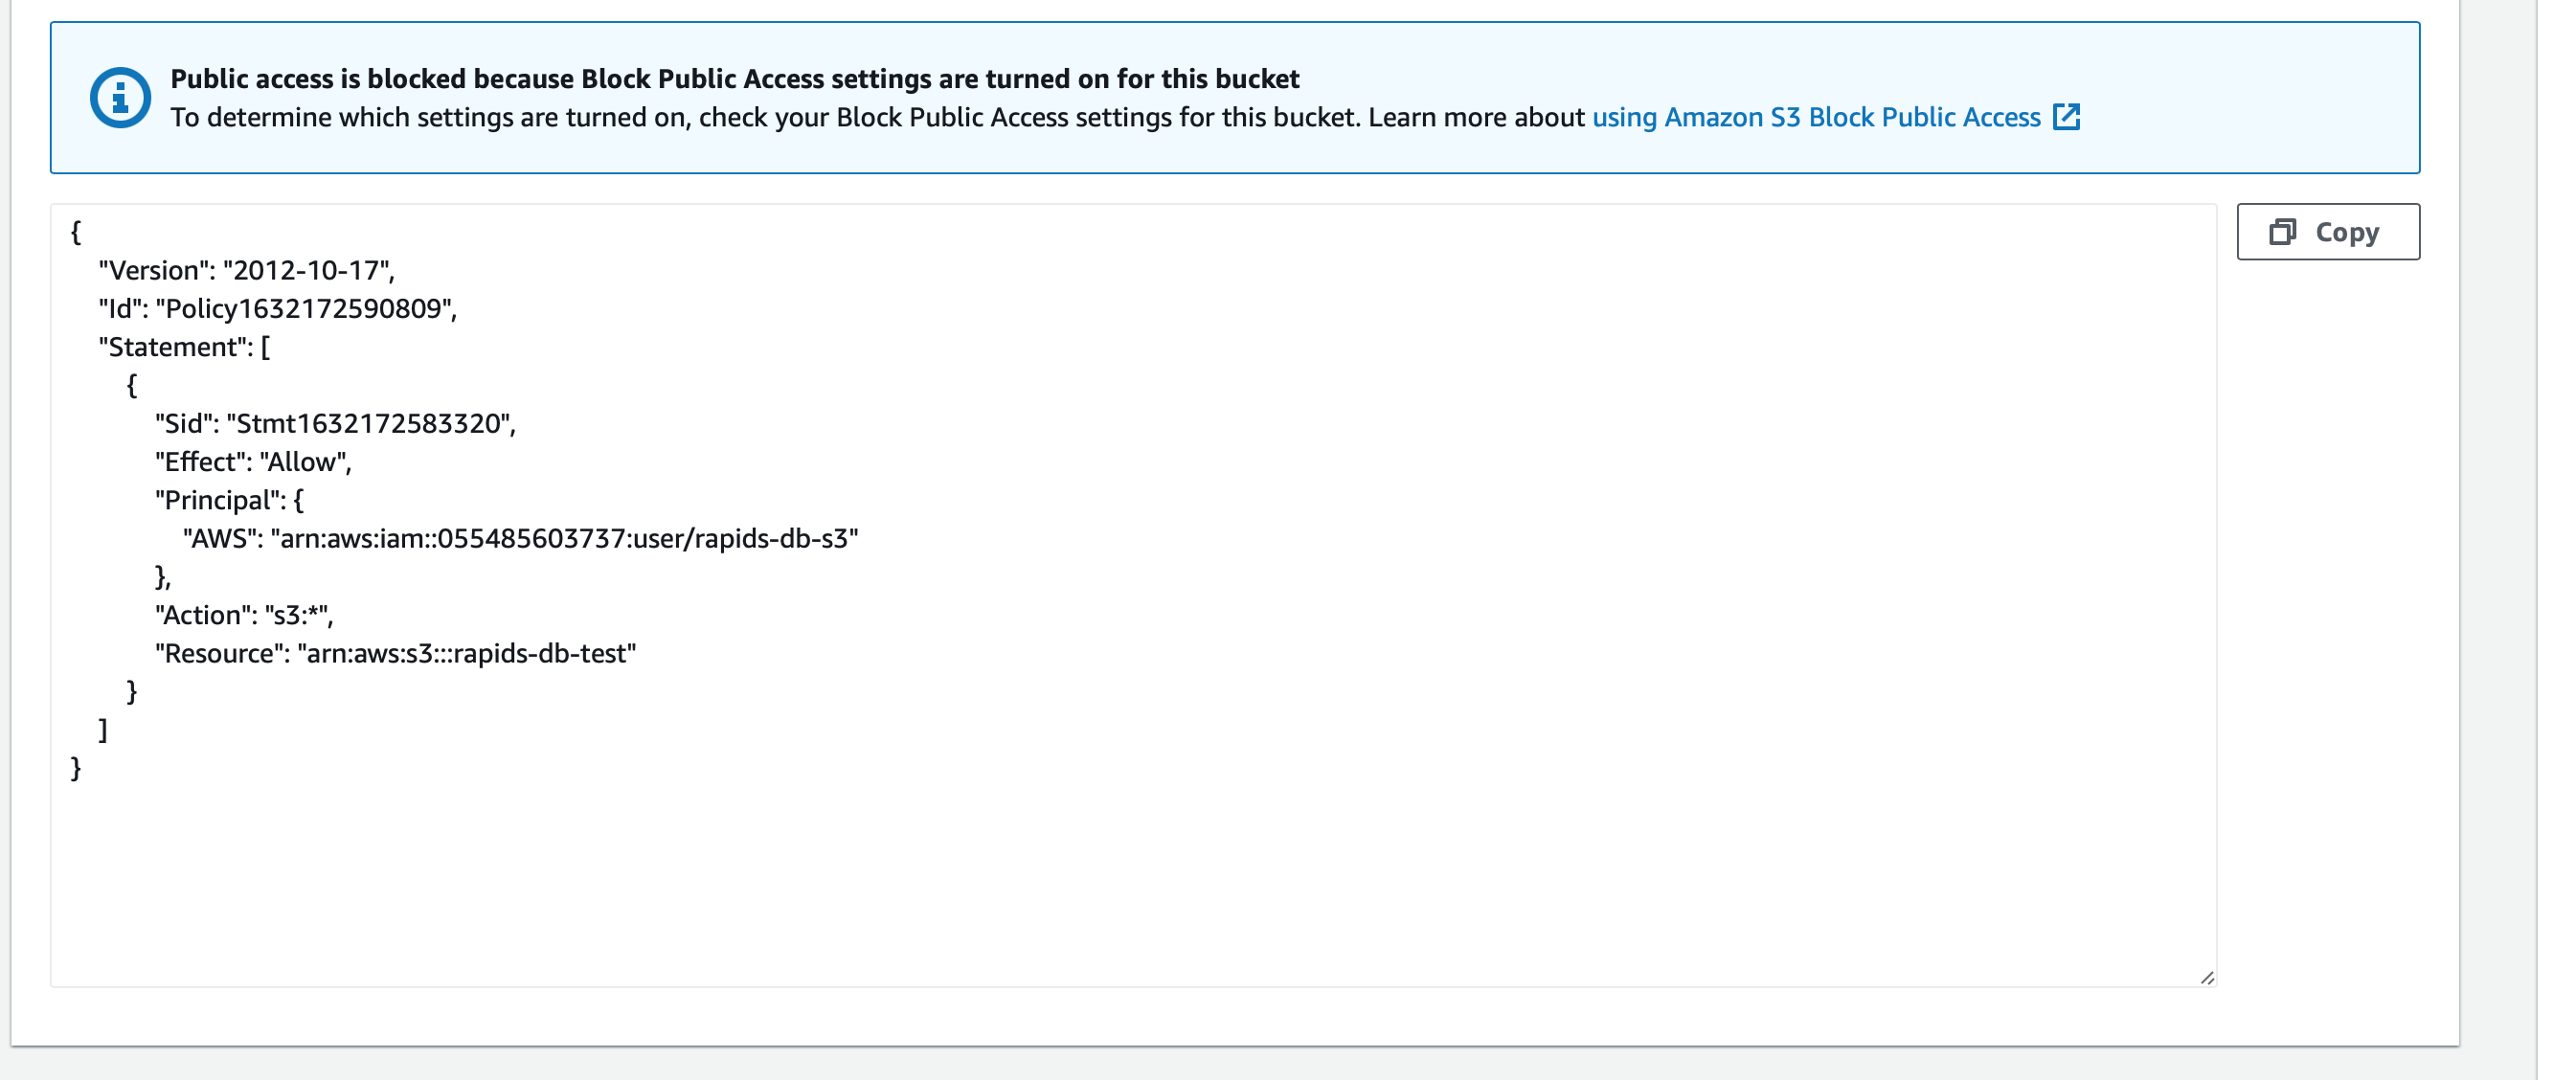 Public access is blocked because Block Public Access settings are turned on for this bucket
To determine which settings are turned on, check your Block Public Access settings for this bucket. Learn more about using Amazon S3 Block Public Access
Copy
{
"Version": "2012-10-17",
"Id": "Policy1632172590809",
"Statement": [
{
"Sid": "Stmt1632172583320",
"Effect": "Allow",
"Principal": {
"AWS": "arn:aws:iam::055485603737:user/rapids-db-s3"
},
"Action": "s3:*",
"Resource": "arn:aws:s3:::rapids-db-test"
}
]
}